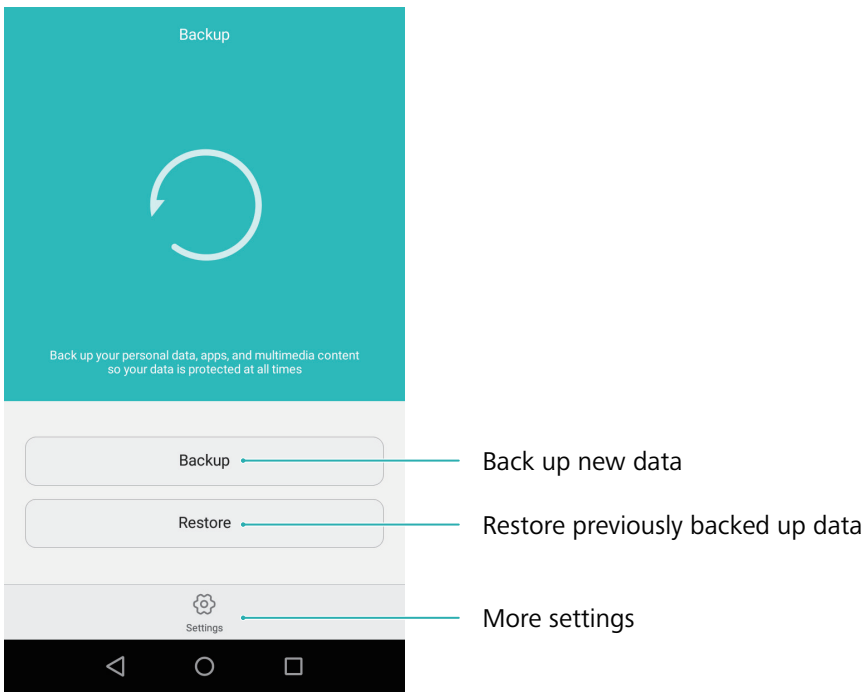 Backup
Back up your personal data, apps, and multimedia content
so your data is protected at all times
Backup
Back up new data
Restore
Restore previously backed up data
Settings
More settings